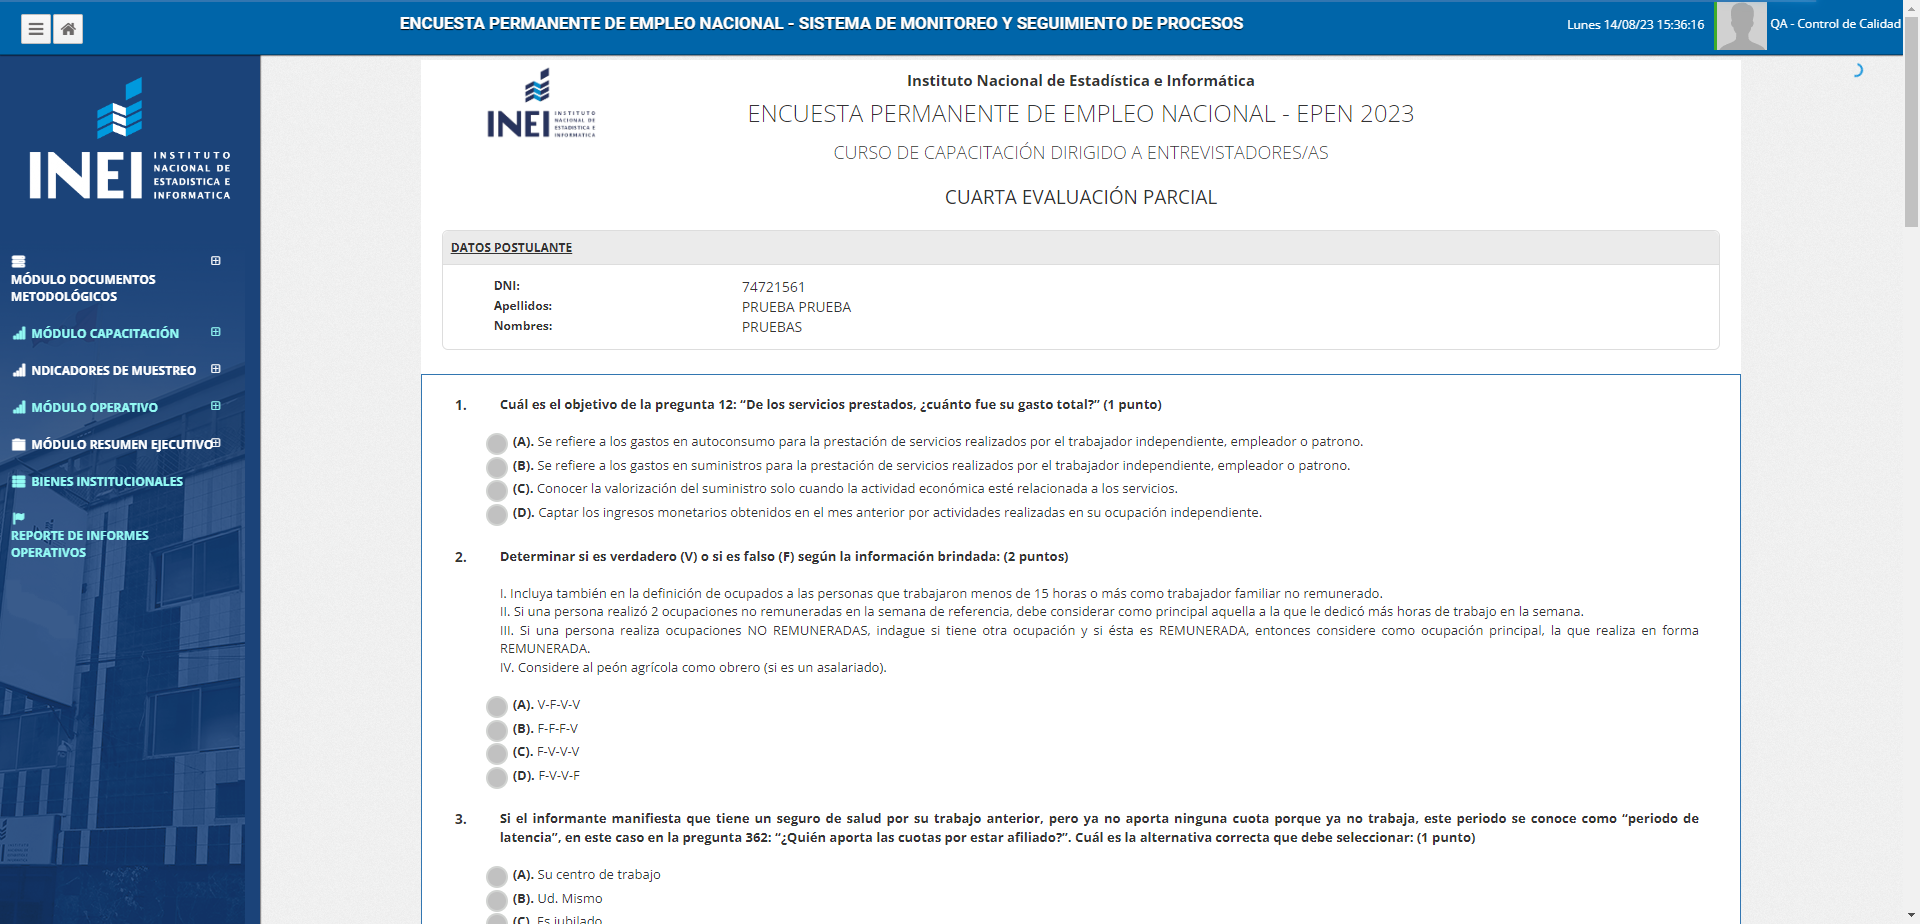 ENCUESTA PERMANENTE DE EMPLEO NACIONAL - SISTEMA DE MONITOREO Y SEGUIMIENTO DE PROCESOS
Lunes 14/08/23 15:36:16
QA - Control de Calidad
INEI
INSTITUTO
NACIONAL DE
ESTADISTICA E
INFORMATICA
MÓDULO DOCUMENTOS
METODOLÓGICOS
MÓDULO CAPACITACIÓN
NDICADORES DE MUESTREO
MÓDULO OPERATIVO
MÓDULO RESUMEN EJECUTIVO
BIENES INSTITUCIONALES
REPORTE DE INFORMES
OPERATIVOS
INEI
INSTITUTO
NACIONAL DE
ESTADISTICA E
INFORMATICA
Instituto Nacional de Estadística e Informática
ENCUESTA PERMANENTE DE EMPLEO NACIONAL - EPEN 2023
CURSO DE CAPACITACIÓN DIRIGIDO A ENTREVISTADORES/AS
CUARTA EVALUACIÓN PARCIAL
DATOS POSTULANTE
DNI: 74721561
Apellidos: PRUEBA PRUEBA
Nombres: PRUEBAS
1. Cuál es el objetivo de la pregunta 12: “De los servicios prestados, ¿cuánto fue su gasto total?” (1 punto)
(A). Se refiere a los gastos en autoconsumo para la prestación de servicios realizados por el trabajador independiente, empleador o patrono.
(B). Se refiere a los gastos en suministros para la prestación de servicios realizados por el trabajador independiente, empleador o patrono.
(C). Conocer la valorización del suministro solo cuando la actividad económica esté relacionada a los servicios.
(D). Captar los ingresos monetarios obtenidos en el mes anterior por actividades realizadas en su ocupación independiente.
2. Determinar si es verdadero (V) o si es falso (F) según la información brindada: (2 puntos)
I. Incluya también en la definición de ocupados a las personas que trabajaron menos de 15 horas o más como trabajador familiar no remunerado.
II. Si una persona realizó 2 ocupaciones no remuneradas en la semana de referencia, debe considerar como principal aquella a la que le dedicó más horas de trabajo en la semana.
III. Si una persona realiza ocupaciones NO REMUNERADAS, indague si tiene otra ocupación y si ésta es REMUNERADA, entonces considere como ocupación principal, la que realiza en forma
REMUNERADA.
IV. Considere al peón agrícola como obrero (si es un asalariado).
(A). V-F-V-V
(B). F-F-F-V
(C). F-V-V-V
(D). F-V-V-F
3. Si el informante manifiesta que tiene un seguro de salud por su trabajo anterior, pero ya no aporta ninguna cuota porque ya no trabaja, este periodo se conoce como “periodo de
latencia”, en este caso en la pregunta 362: “¿Quién aporta las cuotas por estar afiliado?”. Cuál es la alternativa correcta que debe seleccionar: (1 punto)
(A). Su centro de trabajo
(B). Ud. Mismo
(C). Es jubilado